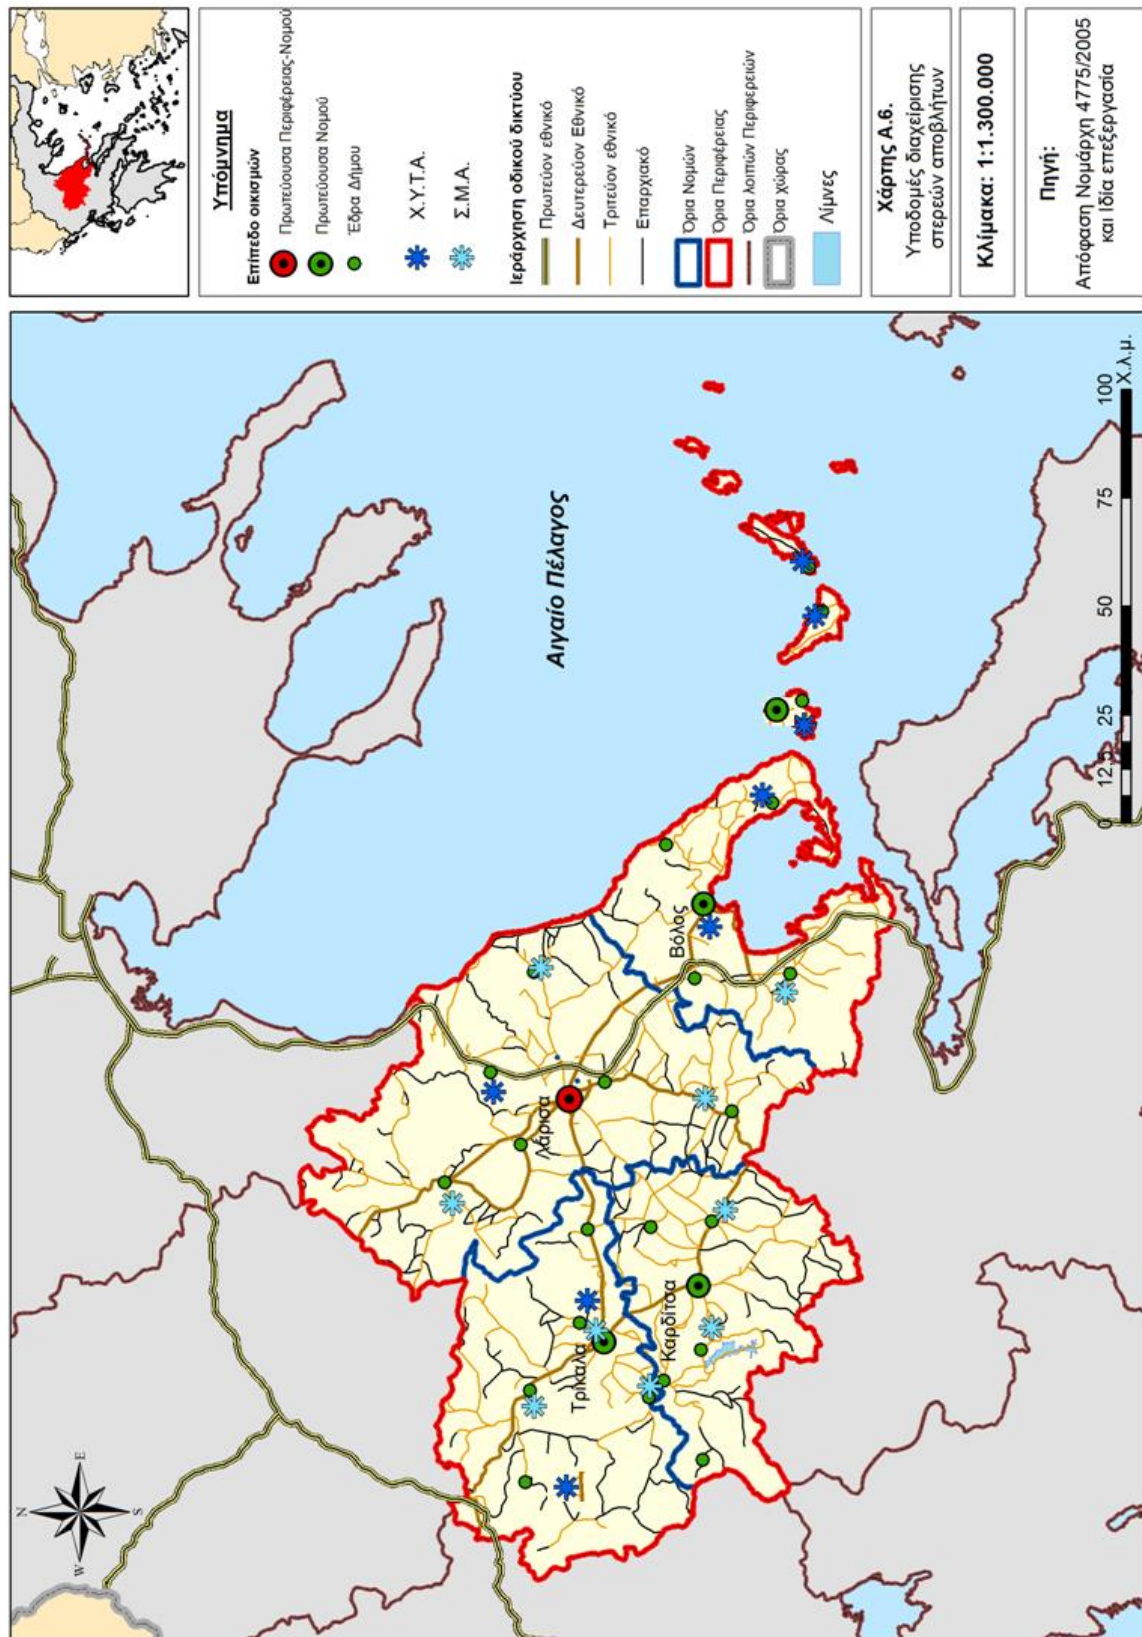 Υπόμνημα
Επίπεδο οικισμών
Πρωτεύουσα Περιφέρειας-Νομού
Πρωτεύουσα Νομού
Έδρα Δήμου
Χ.Υ.Τ.Α.
Σ.Μ.Α.
Ιεράρχηση οδικού δικτύου
Πρωτεύον εθνικό
Δευτερεύον Εθνικό
Τριτεύον εθνικό
Επαρχιακό
Όρια Νομών
Όρια Περιφέρειας
Όρια λοιπών Περιφερειών
Όρια χώρας
Λίμνες
Χάρτης Α.6.
Υποδομές διαχείρισης
στερεών αποβλήτων
Κλίμακα: 1:1.300.000
Πηγή:
Απόφαση Νομάρχη 4775/2005
και Ιδία επεξεργασία
N
W
E
S
Αιγαίο Πέλαγος
Λάρισα
Τρίκαλα
Καρδίτσα
Βόλος
0 12,5 25 50 75 100
Χ.λ.μ.